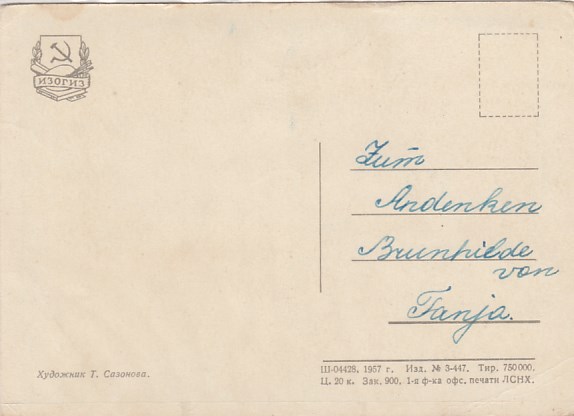 ИЗОГИЗ
Zum
Andenken
Brunhilde
von
Tanja.
Художник Т. Сазонова.
Ш-04428, 1957 г. Изд. № 3-447. Тир. 750000.
Ц. 20 к. Зак. 900. 1-я ф-ка офс. печати ЛСНХ.